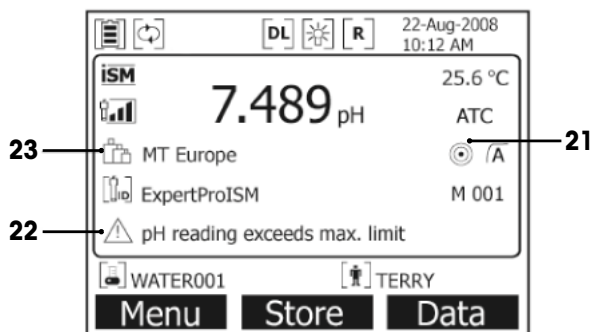 DL R 22-Aug-2008
10:12 AM
iSM 25.6 °C
7.489 pH ATC
21
23 MT Europe A
ID ExpertProISM M 001
22 pH reading exceeds max. limit
WATER001 TERRY
Menu Store Data